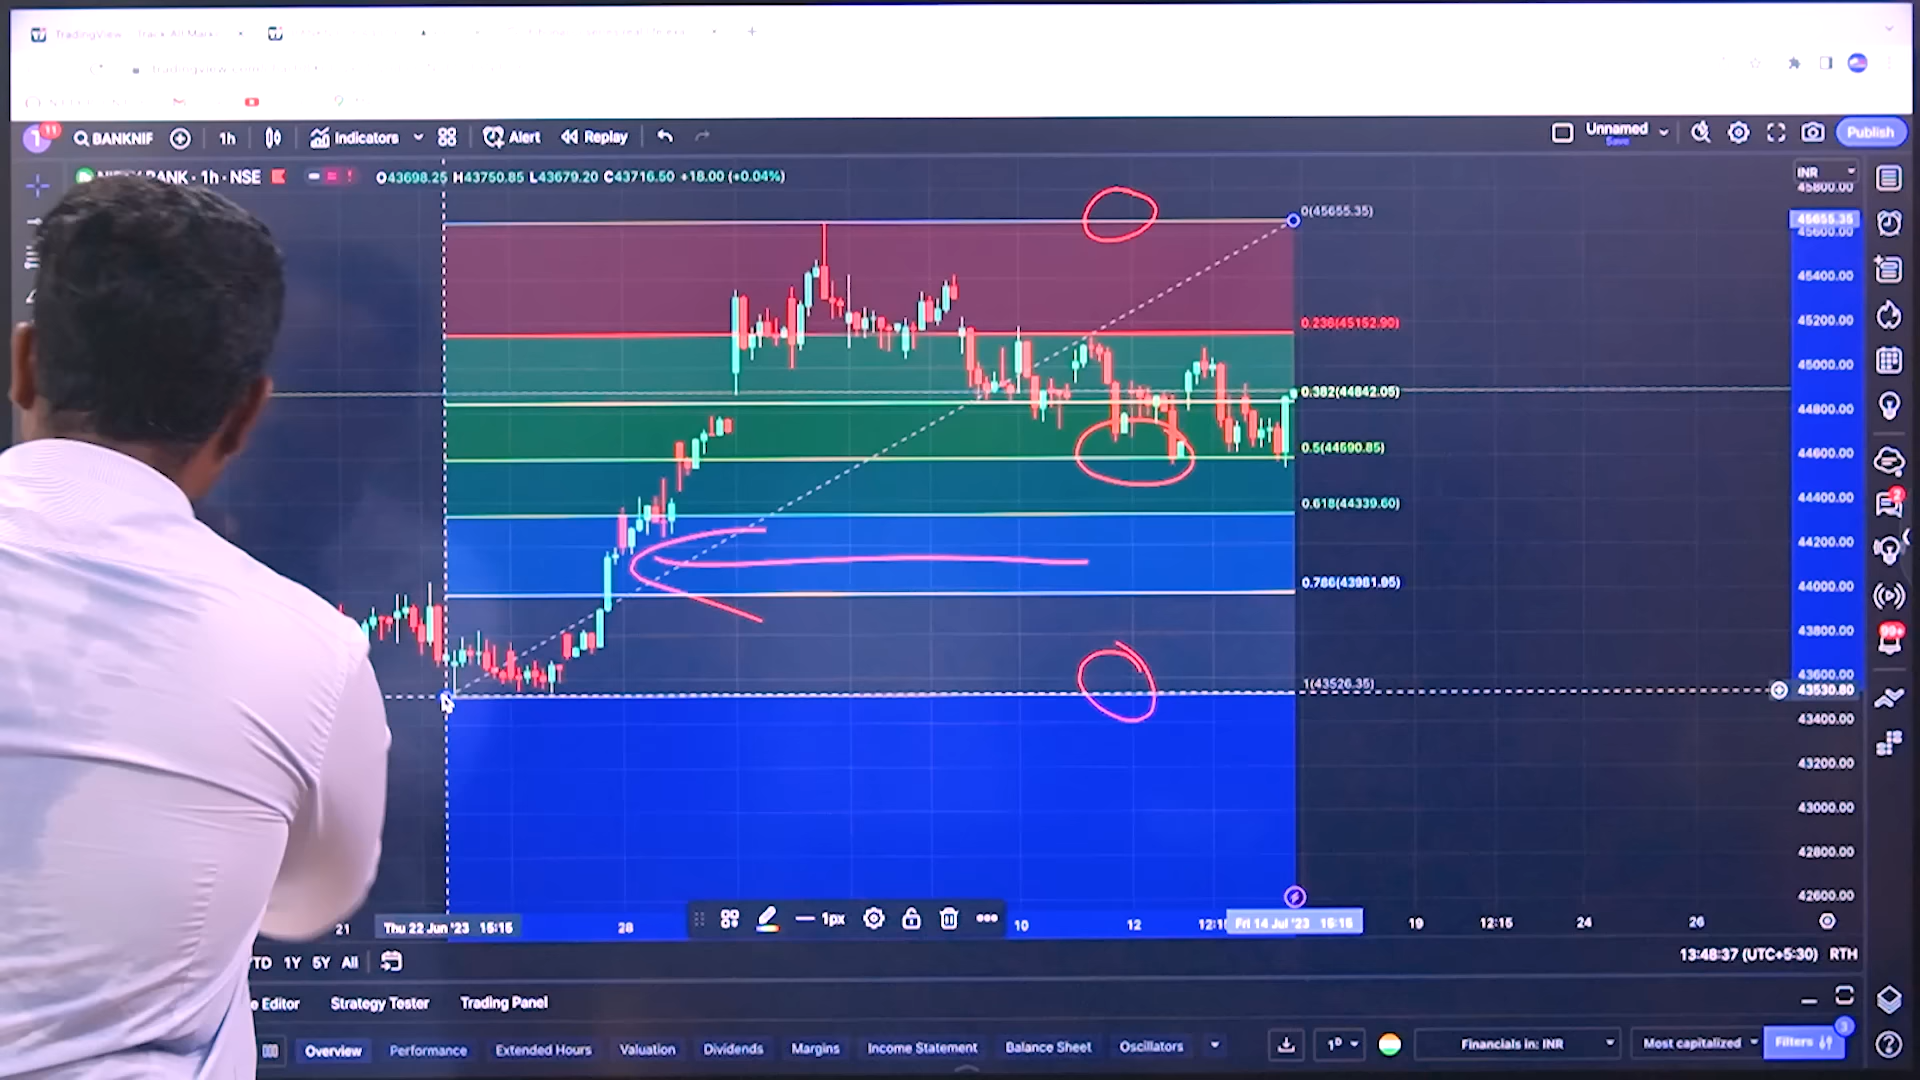 11
BANKNIF
1h
Indicators
Alert
Replay
Unnamed
Save
Publish
BANK · 1h · NSE
O43698.25 H43750.85 L43679.20 C43716.50 +18.00 (+0.04%)
INR
45800.00
0(45655.35)
45655.35
45600.00
45400.00
0.236(45152.90)
45200.00
45000.00
0.382(44842.05)
44800.00
0.5(44590.85)
44600.00
0.618(44339.60)
44400.00
2
44200.00
0.786(43981.95)
44000.00
43800.00
99+
1(43526.35)
43600.00
43530.80
43400.00
43200.00
43000.00
42800.00
42600.00
1px
21
Thu 22 Jun '23 15:15
28
10
12
12:1
Fri 14 Jul '23 15:15
19
12:15
24
26
TD 1Y 5Y All
13:48:37 (UTC+5:30) RTH
e Editor
Strategy Tester
Trading Panel
Overview
Performance
Extended Hours
Valuation
Dividends
Margins
Income Statement
Balance Sheet
Oscillators
1D
Financials in: INR
Most capitalized
Filters
3